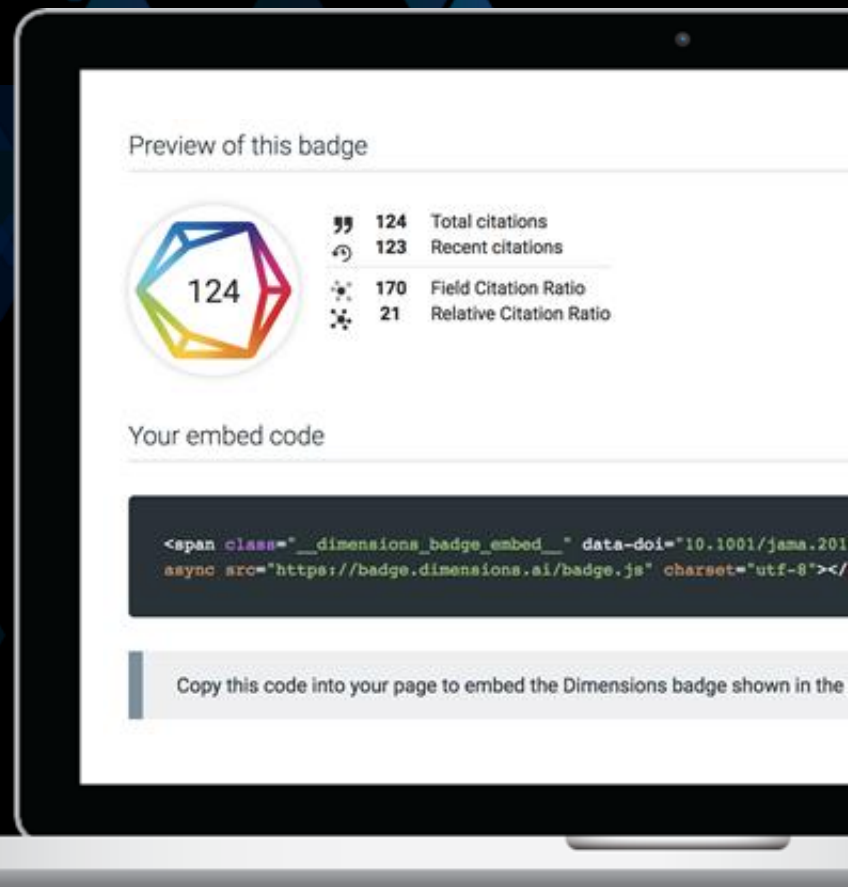 Preview of this badge
124
124 Total citations
123 Recent citations
170 Field Citation Ratio
21 Relative Citation Ratio
Your embed code
<span class="__dimensions_badge_embed__" data-doi="10.1001/jama.201
async src="https://badge.dimensions.ai/badge.js" charset="utf-8"></
Copy this code into your page to embed the Dimensions badge shown in the